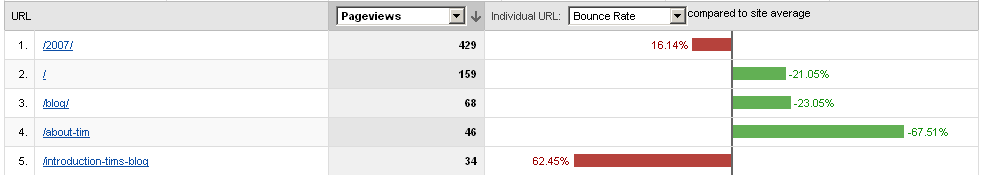 URL Pageviews Individual URL: Bounce Rate compared to site average
1. /2007/ 429 16.14%
2. / 159 -21.05%
3. /blog/ 68 -23.05%
4. /about-tim 46 -67.51%
5. /introduction-tims-blog 34 62.45%